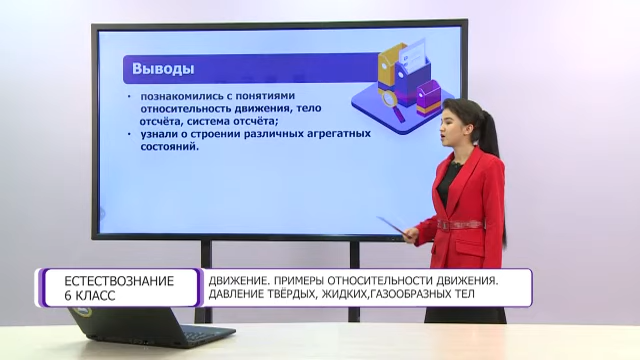 Выводы
• познакомились с понятиями
относительность движения, тело
отсчёта, система отсчёта;
• узнали о строении различных агрегатных
состояний.
ЕСТЕСТВОЗНАНИЕ
6 КЛАСС
ДВИЖЕНИЕ. ПРИМЕРЫ ОТНОСИТЕЛЬНОСТИ ДВИЖЕНИЯ.
ДАВЛЕНИЕ ТВЁРДЫХ, ЖИДКИХ,ГАЗООБРАЗНЫХ ТЕЛ